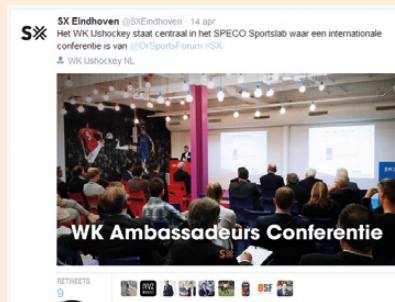 SX Eindhoven @SXEindhoven · 14 apr.
Het WK IJshockey staat centraal in het SPECO Sportslab waar een internationale
conferentie is van @OrSportsForum #SX
WK IJshockey NL
WK Ambassadeurs Conferentie
RETWEETS
9